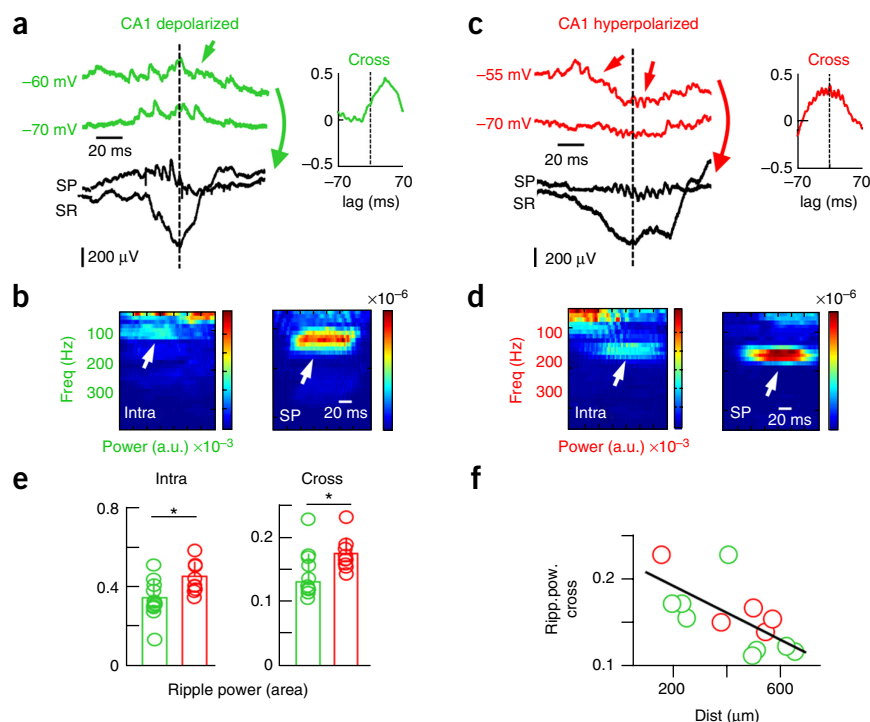 a
CA1 depolarized
–60 mV
–70 mV
20 ms
SP
SR
200 μV
Cross
0.5
0
–0.5
–70 70
lag (ms)
c
CA1 hyperpolarized
–55 mV
–70 mV
20 ms
SP
SR
200 μV
Cross
0.5
0
–0.5
–70 70
lag (ms)
b
Freq (Hz)
100
200
300
Intra
×10–6
SP
20 ms
Power (a.u.) ×10–3
d
Freq (Hz)
100
200
300
Intra
×10–6
SP
20 ms
Power (a.u.) ×10–3
e
Intra
0.8
0.4
0
*
Cross
0.2
0.1
0
*
Ripple power (area)
f
Ripp.pow.
cross
0.2
0.1
200 600
Dist (μm)